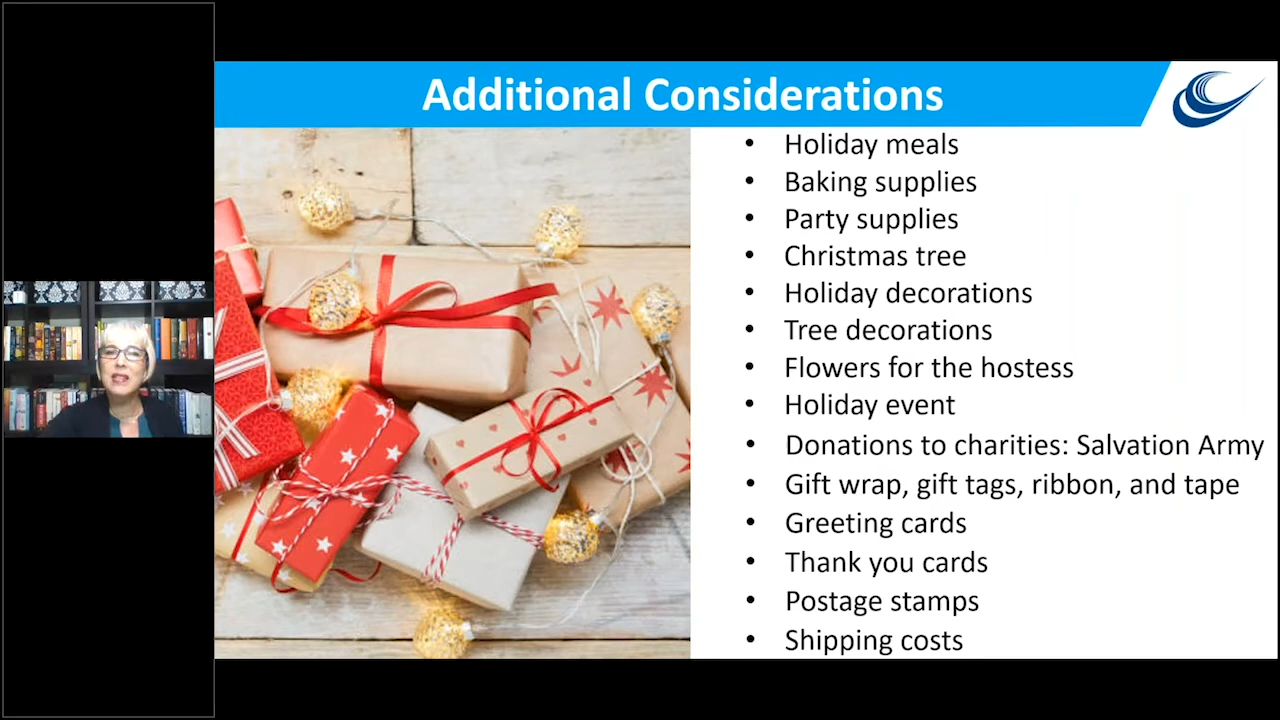 Additional Considerations
• Holiday meals
• Baking supplies
• Party supplies
• Christmas tree
• Holiday decorations
• Tree decorations
• Flowers for the hostess
• Holiday event
• Donations to charities: Salvation Army
• Gift wrap, gift tags, ribbon, and tape
• Greeting cards
• Thank you cards
• Postage stamps
• Shipping costs